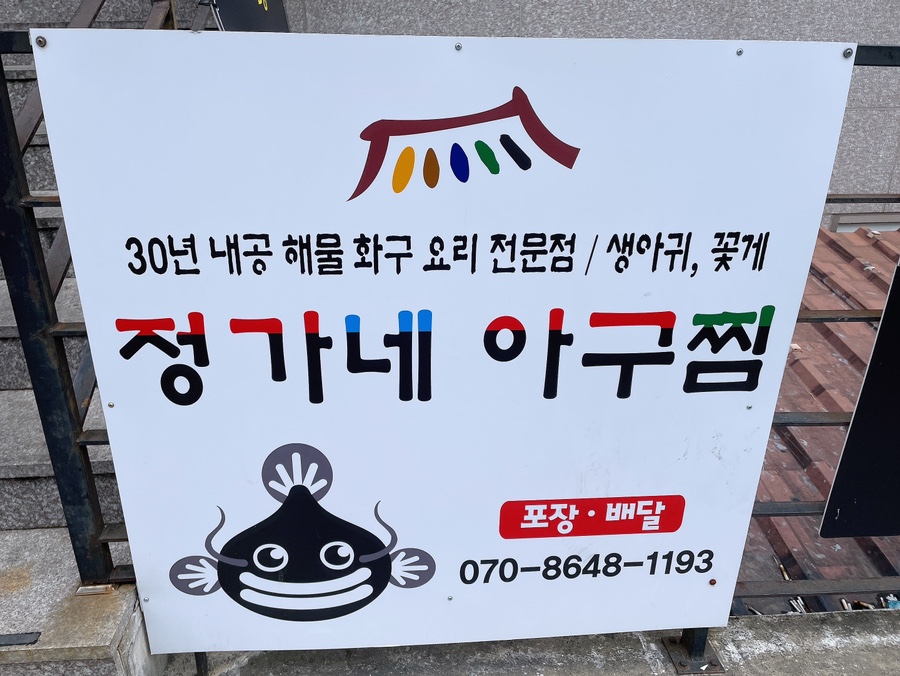 30년 내공 해물 화구 요리 전문점 / 생아귀, 꽃게
정가네 아구찜
포장 · 배달
070-8648-1193